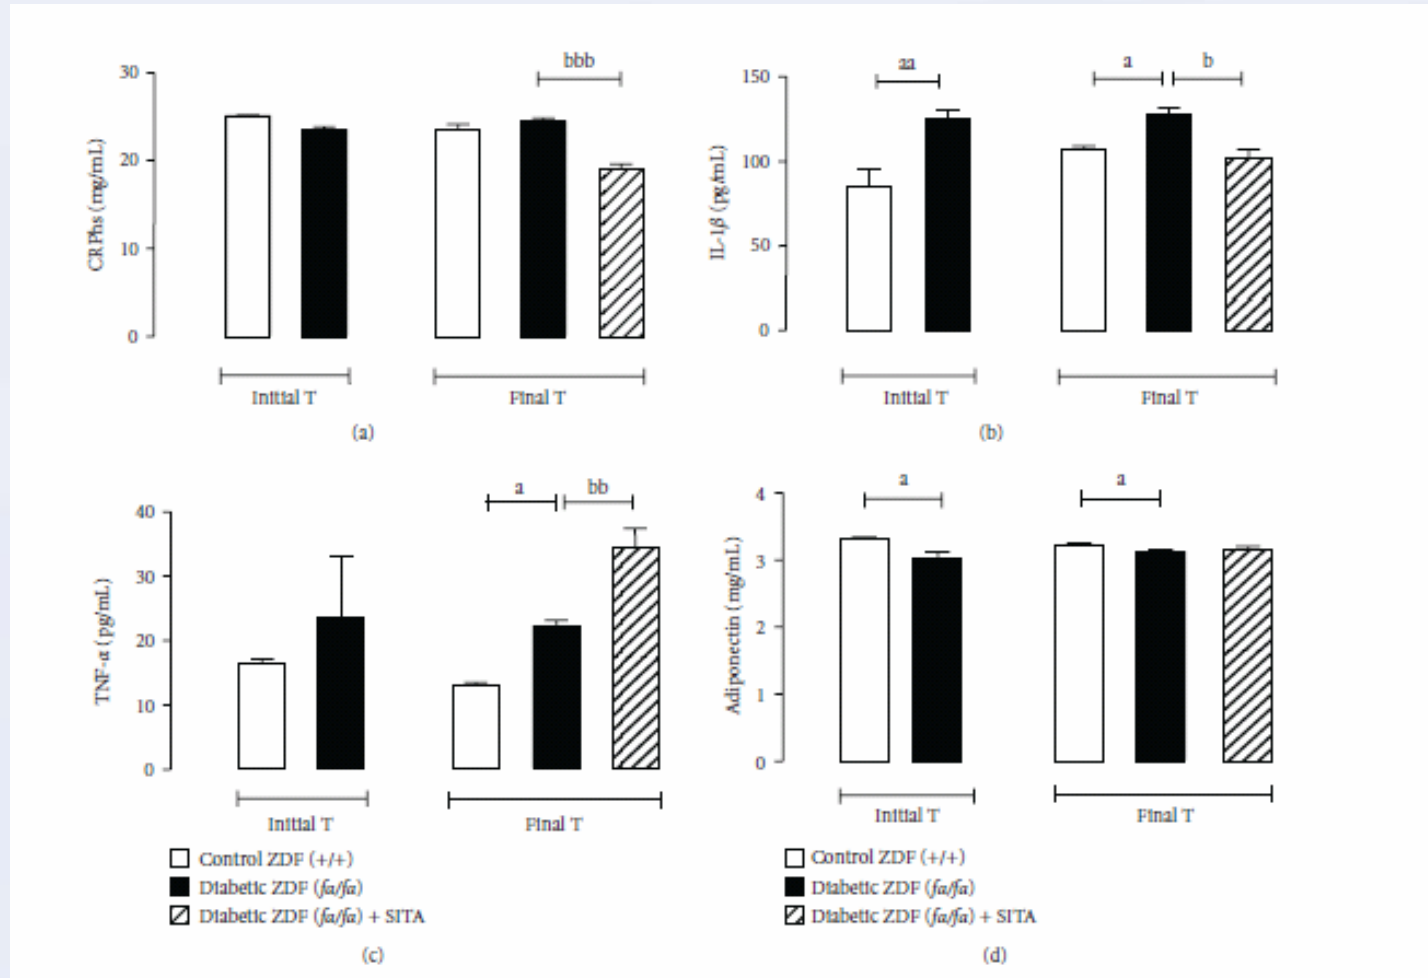 bbb
30
20
10
0
CRPhs (mg/mL)
Initial T
Final T
(a)
aa
a
b
150
100
50
0
IL-1β (pg/mL)
Initial T
Final T
(b)
a
bb
40
30
20
10
0
TNF-α (pg/mL)
Initial T
Final T
Control ZDF (+/+)
Diabetic ZDF (fa/fa)
Diabetic ZDF (fa/fa) + SITA
(c)
a
a
4
3
2
1
0
Adiponectin (mg/mL)
Initial T
Final T
Control ZDF (+/+)
Diabetic ZDF (fa/fa)
Diabetic ZDF (fa/fa) + SITA
(d)